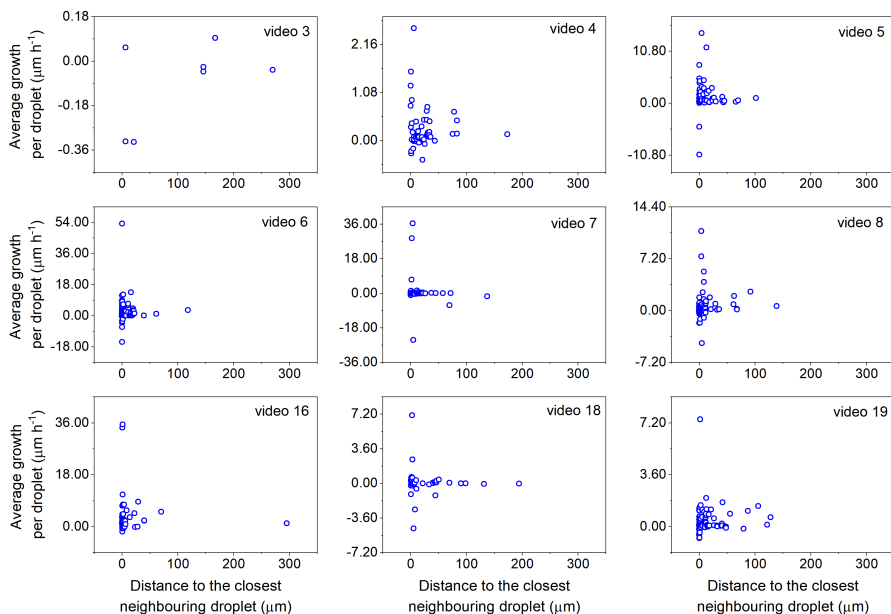 Average growth
per droplet (μm h⁻¹)
0.18
0.00
-0.18
-0.36
0 100 200 300
video 3
2.16
1.08
0.00
0 100 200 300
video 4
10.80
0.00
-10.80
0 100 200 300
video 5
Average growth
per droplet (μm h⁻¹)
54.00
36.00
18.00
0.00
-18.00
0 100 200 300
video 6
36.00
18.00
0.00
-18.00
-36.00
0 100 200 300
video 7
14.40
7.20
0.00
-7.20
0 100 200 300
video 8
Average growth
per droplet (μm h⁻¹)
36.00
18.00
0.00
0 100 200 300
video 16
Distance to the closest
neighbouring droplet (μm)
7.20
3.60
0.00
-3.60
-7.20
0 100 200 300
video 18
Distance to the closest
neighbouring droplet (μm)
7.20
3.60
0.00
0 100 200 300
video 19
Distance to the closest
neighbouring droplet (μm)